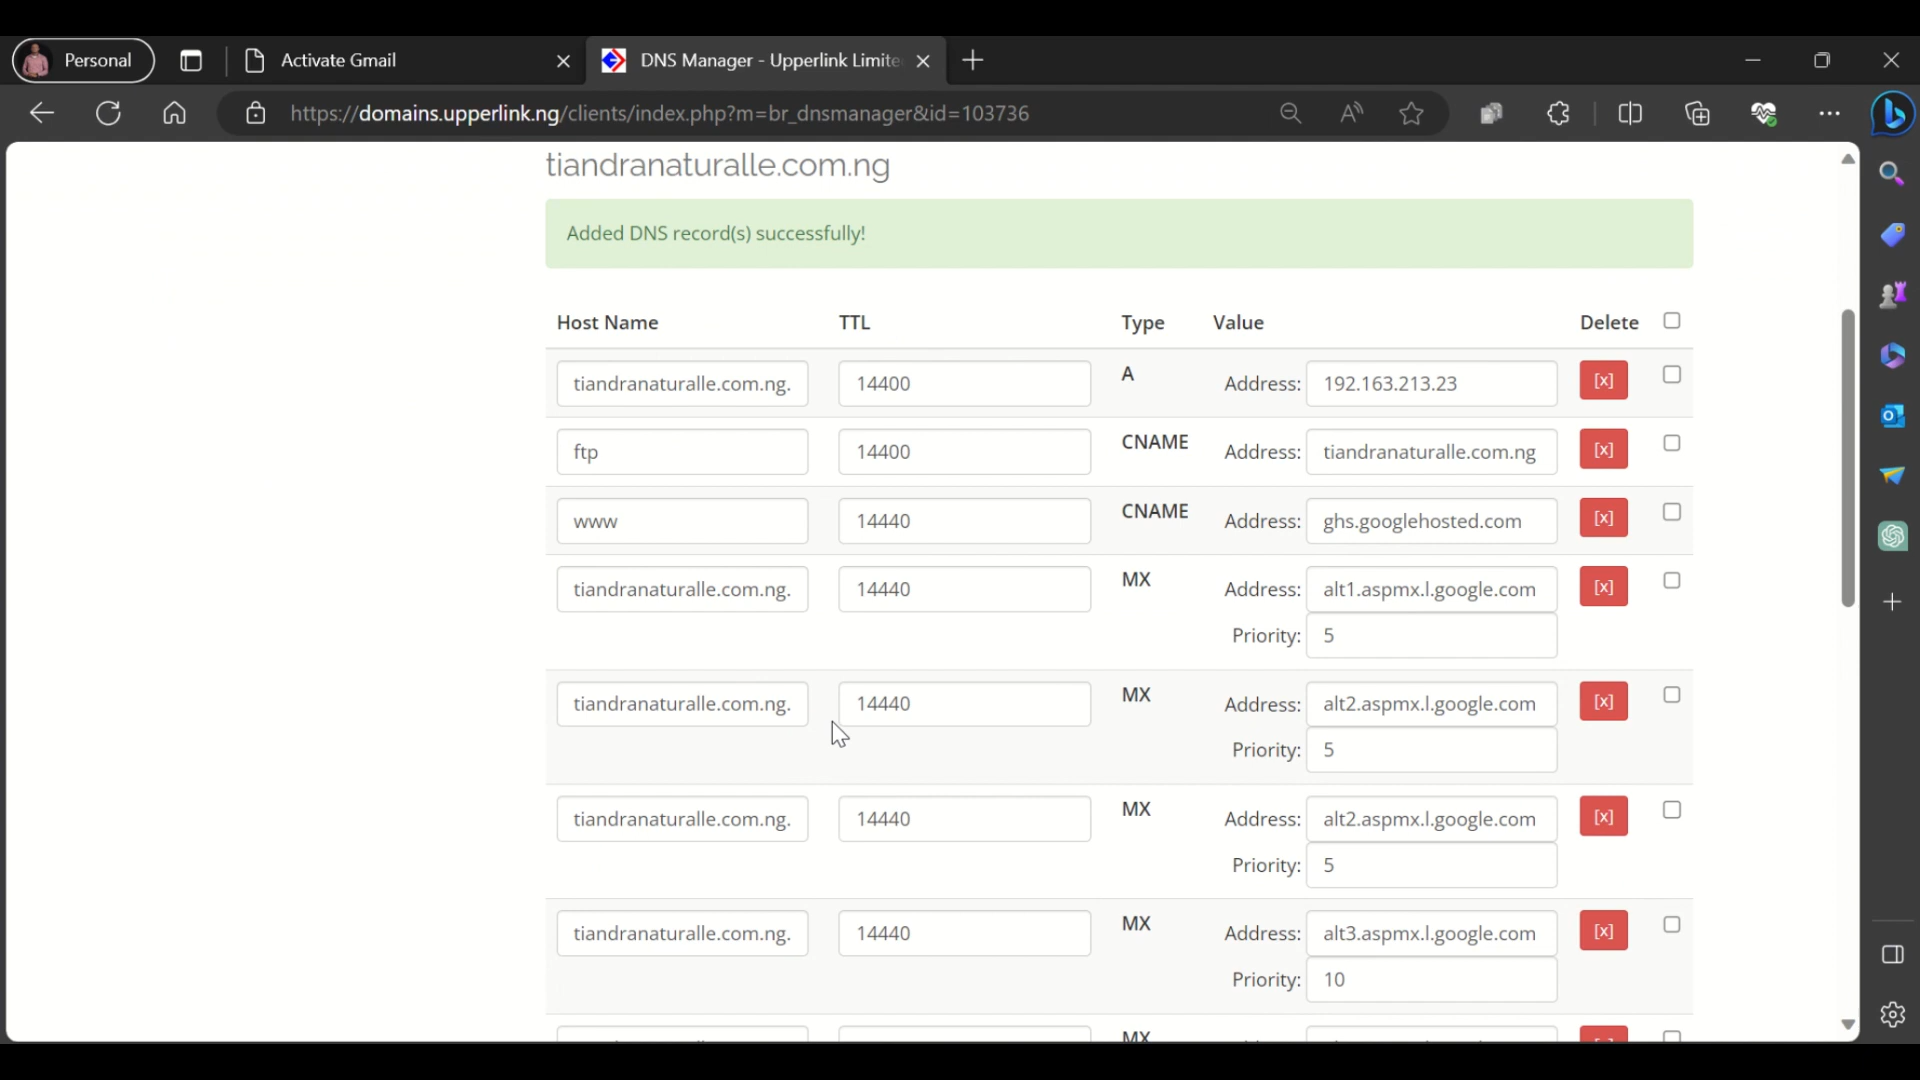 Personal
Activate Gmail
DNS Manager - Upperlink Limite
https://domains.upperlink.ng/clients/index.php?m=br_dnsmanager&id=103736
tiandranaturalle.com.ng
Added DNS record(s) successfully!
Host Name TTL Type Value Delete
tiandranaturalle.com.ng. 14400 A Address: 192.163.213.23 [x]
ftp 14400 CNAME Address: tiandranaturalle.com.ng [x]
www 14440 CNAME Address: ghs.googlehosted.com [x]
tiandranaturalle.com.ng. 14440 MX Address: alt1.aspmx.l.google.com [x]
Priority: 5
tiandranaturalle.com.ng. 14440 MX Address: alt2.aspmx.l.google.com [x]
Priority: 5
tiandranaturalle.com.ng. 14440 MX Address: alt2.aspmx.l.google.com [x]
Priority: 5
tiandranaturalle.com.ng. 14440 MX Address: alt3.aspmx.l.google.com [x]
Priority: 10
MX